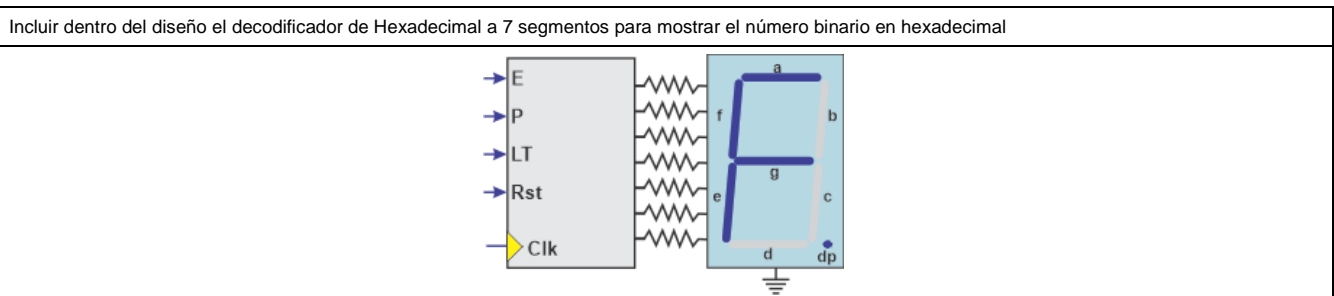 Incluir dentro del diseño el decodificador de Hexadecimal a 7 segmentos para mostrar el número binario en hexadecimal
E
P
LT
Rst
Clk
a
f
b
g
e
c
d
dp